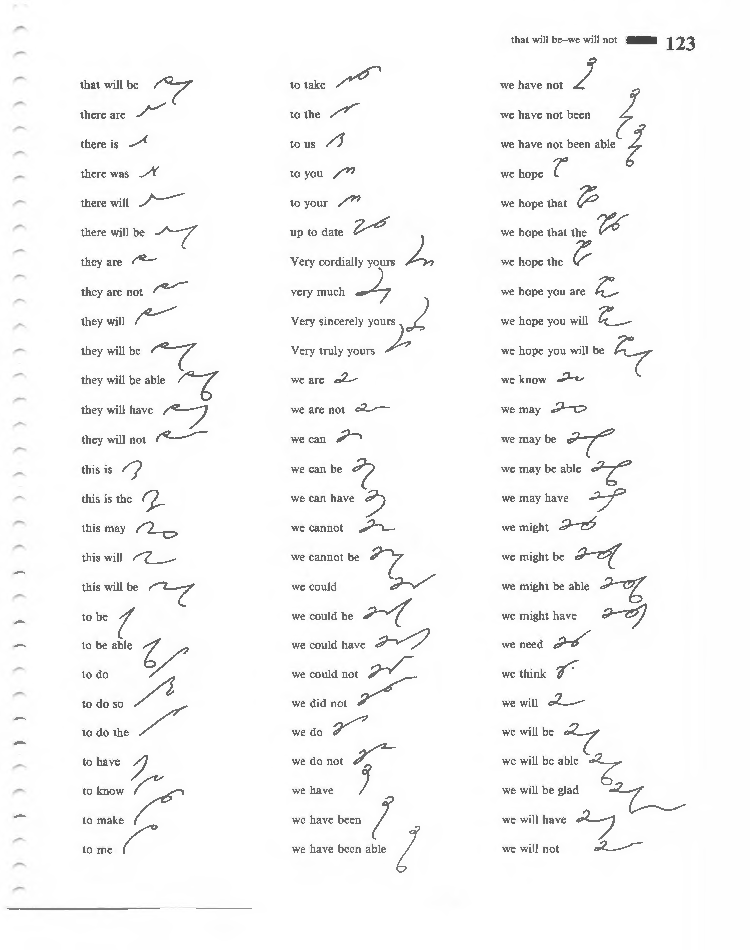 that will be–we will not 123
that will be
there are
there is
there was
there will
there will be
they are
they are not
they will
they will be
they will be able
they will have
they will not
this is
this is the
this may
this will
this will be
to be
to be able
to do
to do so
to do the
to have
to know
to make
to me
to take
to the
to us
to you
to your
up to date
Very cordially yours
very much
Very sincerely yours
Very truly yours
we are
we are not
we can
we can be
we can have
we cannot
we cannot be
we could
we could be
we could have
we could not
we did not
we do
we do not
we have
we have been
we have been able
we have not
we have not been
we have not been able
we hope
we hope that
we hope that the
we hope the
we hope you are
we hope you will
we hope you will be
we know
we may
we may be
we may be able
we may have
we might
we might be
we might be able
we might have
we need
we think
we will
we will be
we will be able
we will be glad
we will have
we will not